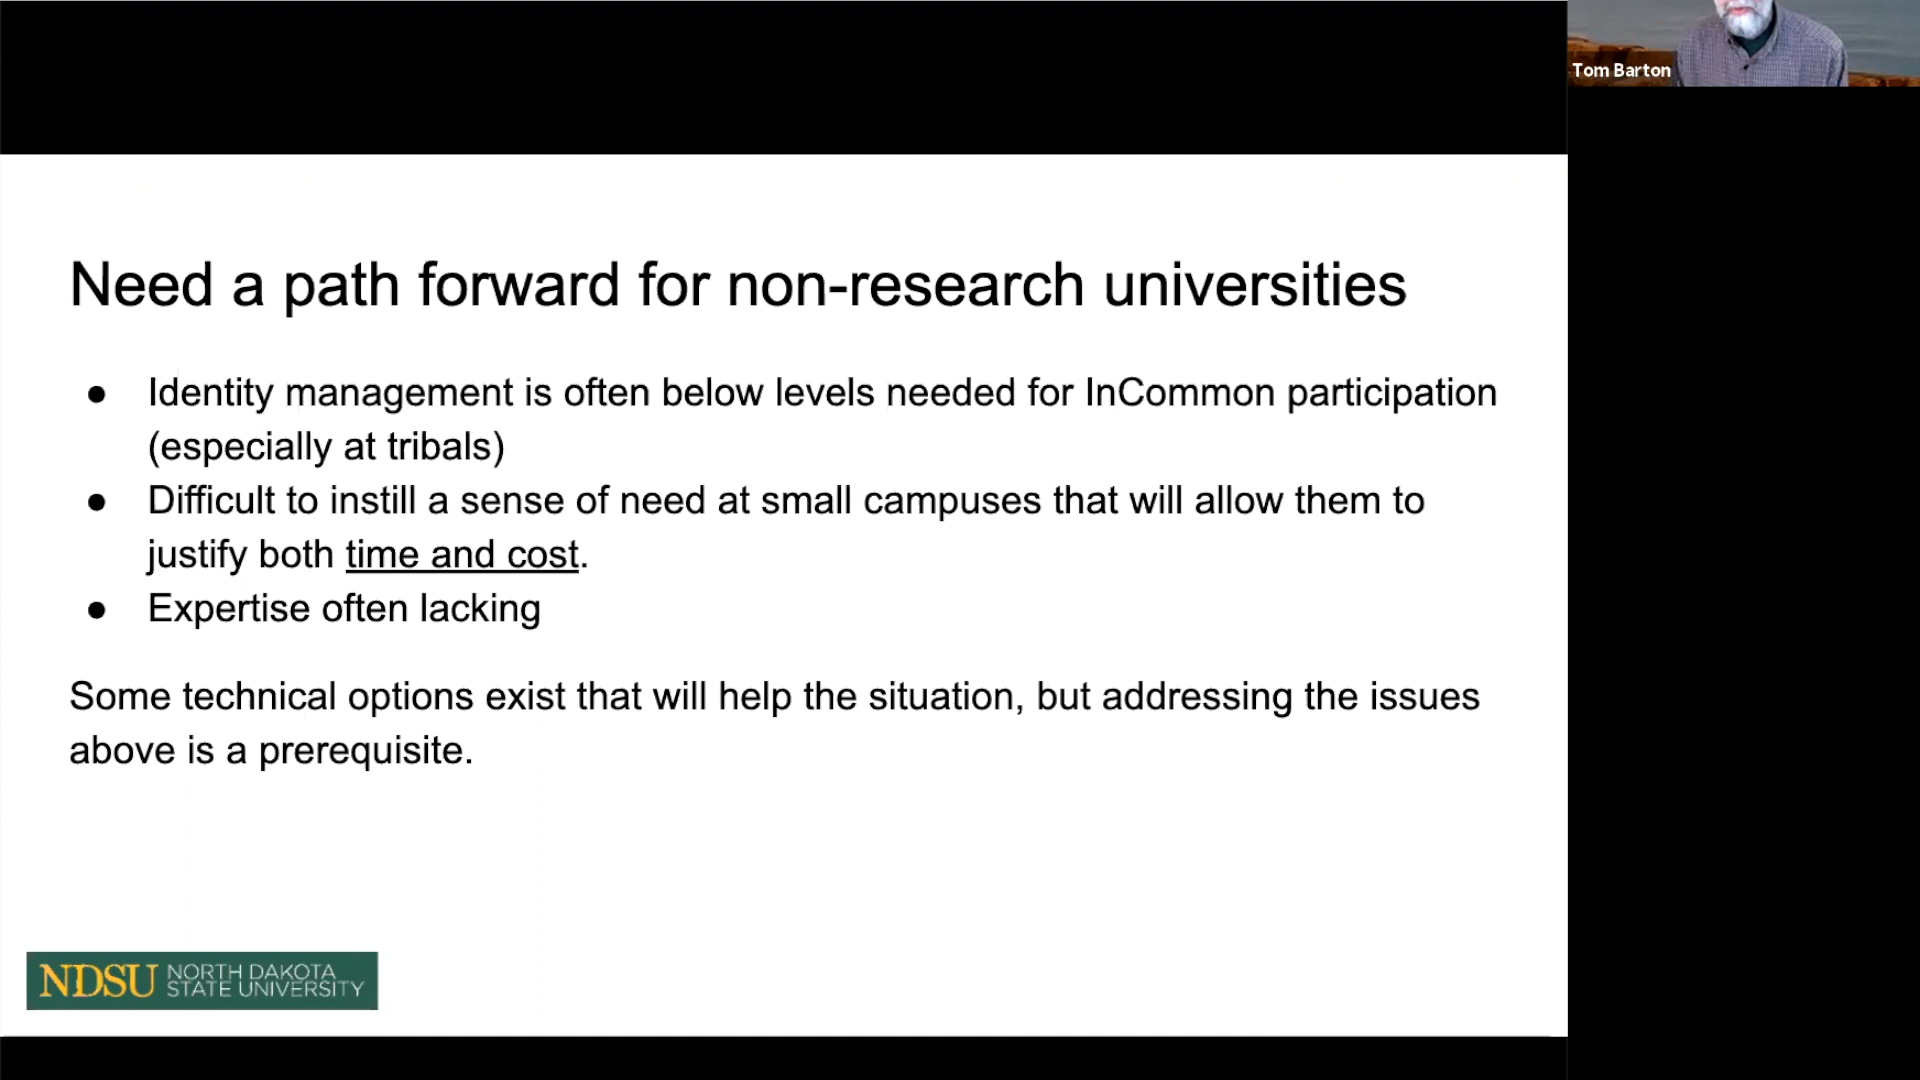 Tom Barton
Need a path forward for non-research universities
● Identity management is often below levels needed for InCommon participation
(especially at tribals)
● Difficult to instill a sense of need at small campuses that will allow them to
justify both time and cost.
● Expertise often lacking
Some technical options exist that will help the situation, but addressing the issues
above is a prerequisite.
NDSU NORTH DAKOTA
STATE UNIVERSITY